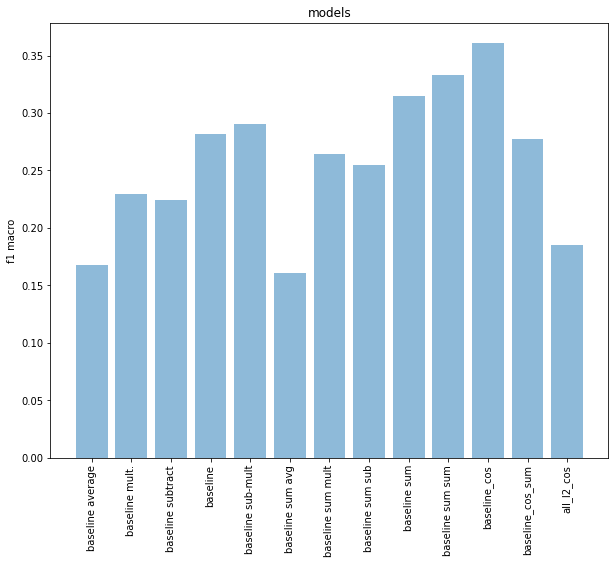 models
f1 macro
0.35
0.30
0.25
0.20
0.15
0.10
0.05
0.00
baseline average
baseline mult.
baseline subtract
baseline
baseline sub-mult
baseline sum avg
baseline sum mult
baseline sum sub
baseline sum
baseline sum sum
baseline_cos
baseline_cos_sum
all_l2_cos